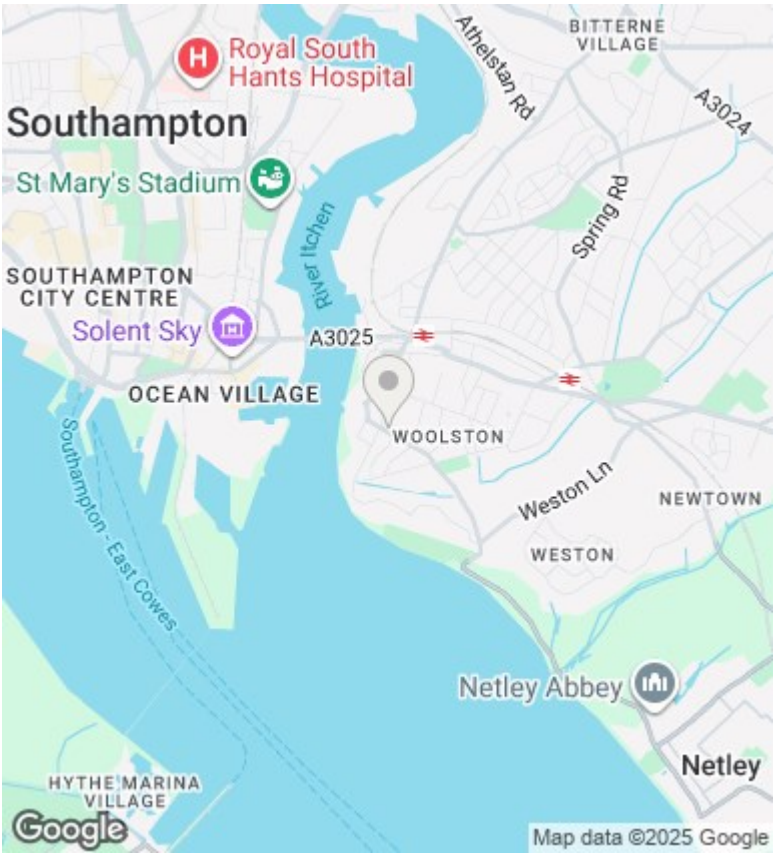 BITTERNE
VILLAGE
Athelstan Rd
A3024
H
Royal South
Hants Hospital
Southampton
St Mary's Stadium
Spring Rd
River Itchen
SOUTHAMPTON
CITY CENTRE
Solent Sky
A3025
OCEAN VILLAGE
WOOLSTON
Southampton - East Cowes
Weston Ln
NEWTOWN
WESTON
Netley Abbey
Netley
HYTHE MARINA
VILLAGE
Google
Map data ©2025 Google